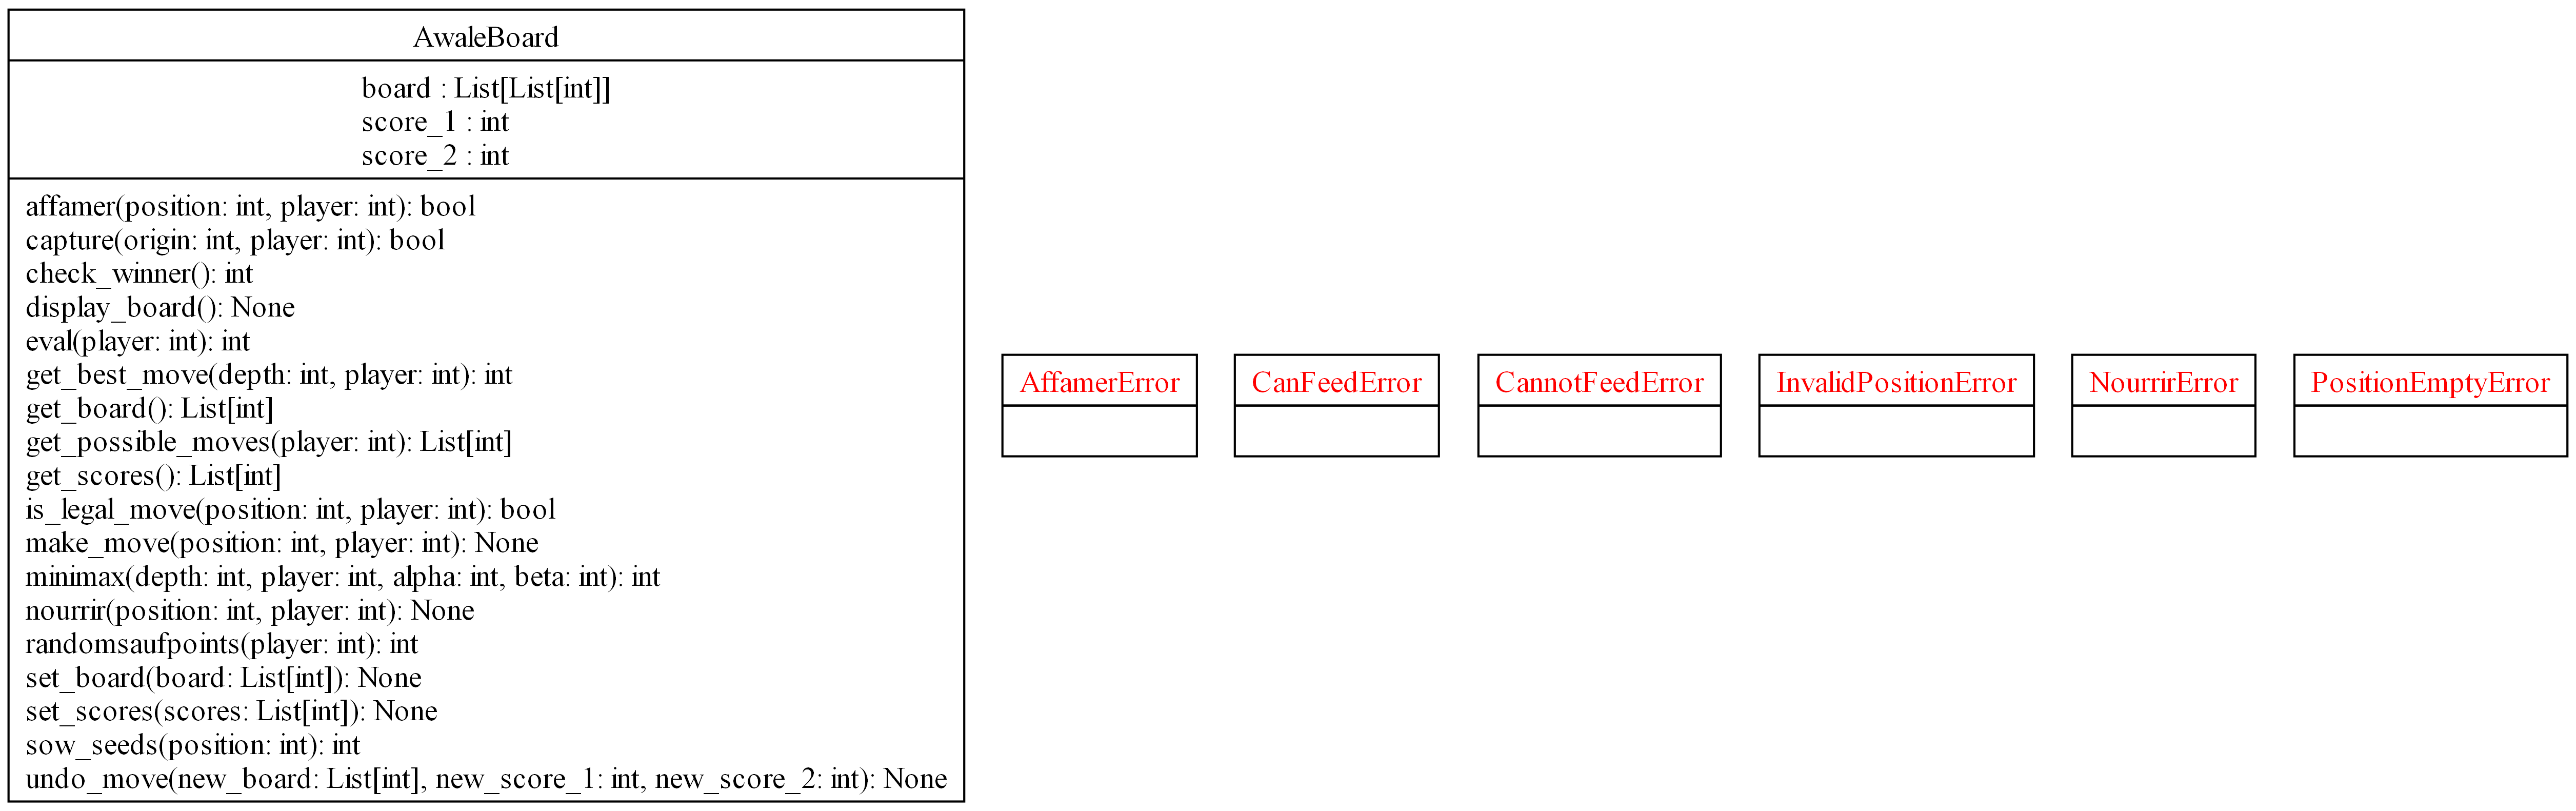 AwaleBoard
board : List[List[int]]
score_1 : int
score_2 : int
affamer(position: int, player: int): bool
capture(origin: int, player: int): bool
check_winner(): int
display_board(): None
eval(player: int): int
get_best_move(depth: int, player: int): int
get_board(): List[int]
get_possible_moves(player: int): List[int]
get_scores(): List[int]
is_legal_move(position: int, player: int): bool
make_move(position: int, player: int): None
minimax(depth: int, player: int, alpha: int, beta: int): int
nourrir(position: int, player: int): None
randomsaufpoints(player: int): int
set_board(board: List[int]): None
set_scores(scores: List[int]): None
sow_seeds(position: int): int
undo_move(new_board: List[int], new_score_1: int, new_score_2: int): None
AffamerError
CanFeedError
CannotFeedError
InvalidPositionError
NourrirError
PositionEmptyError